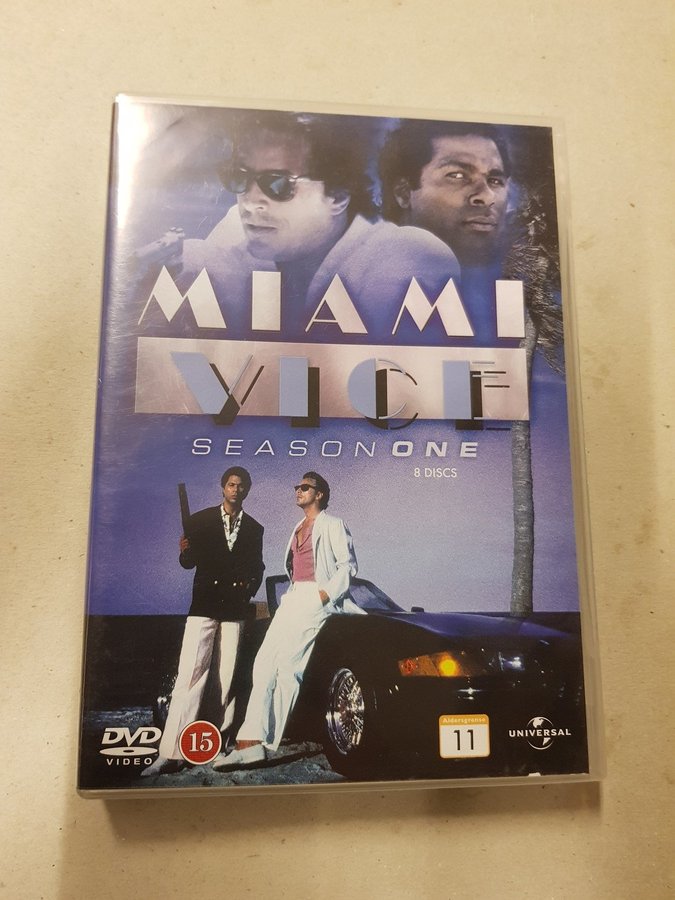 MIAMI
VICE
SEASON ONE
8 DISCS
DVD
VIDEO
15
Aldersgrense
11
UNIVERSAL